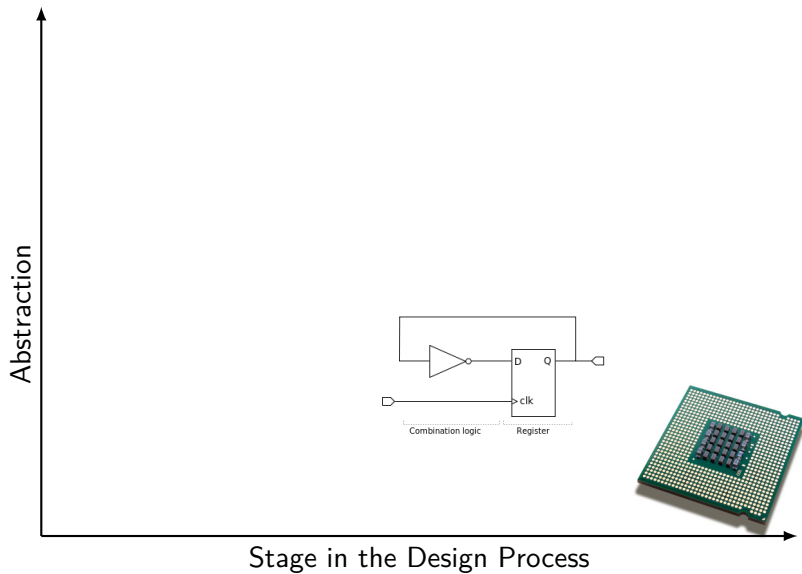 Abstraction
D
Q
clk
Combination logic
Register
Stage in the Design Process